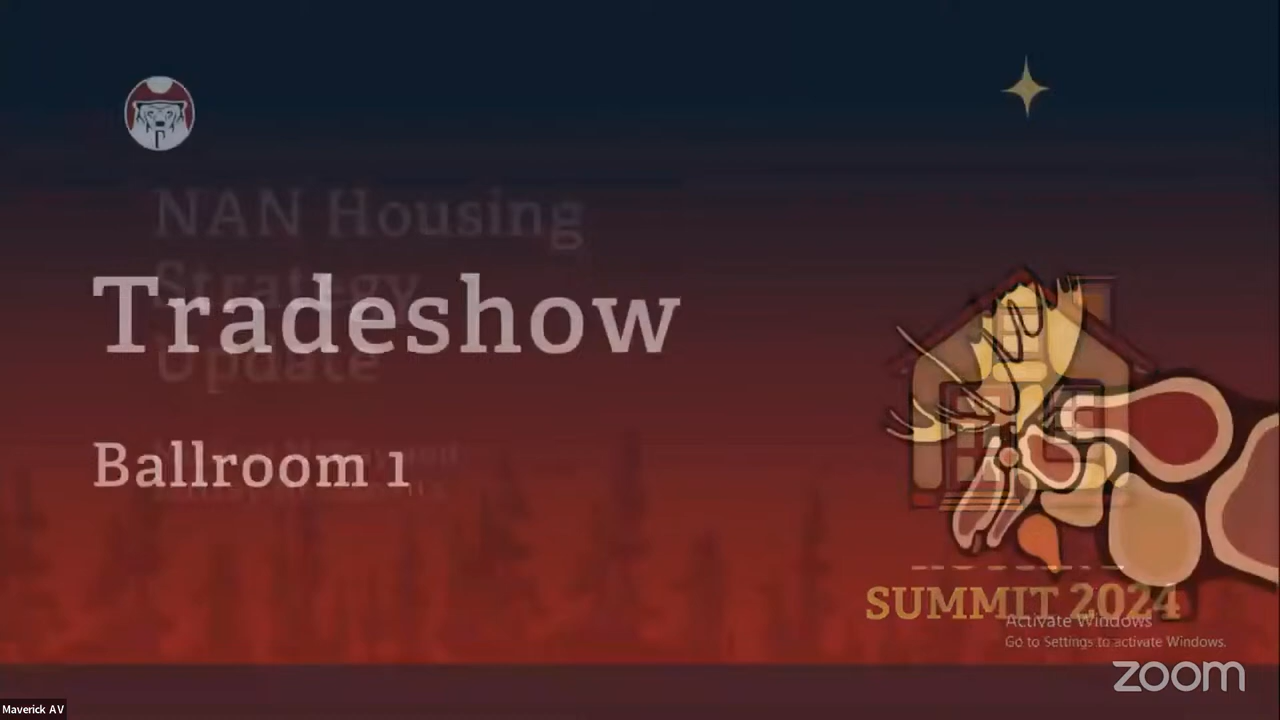 NAN Housing
Strategy
Update
Tradeshow
Ballroom 1
SUMMIT 2024
Activate Windows
Go to Settings to activate Windows.
zoom
Maverick AV